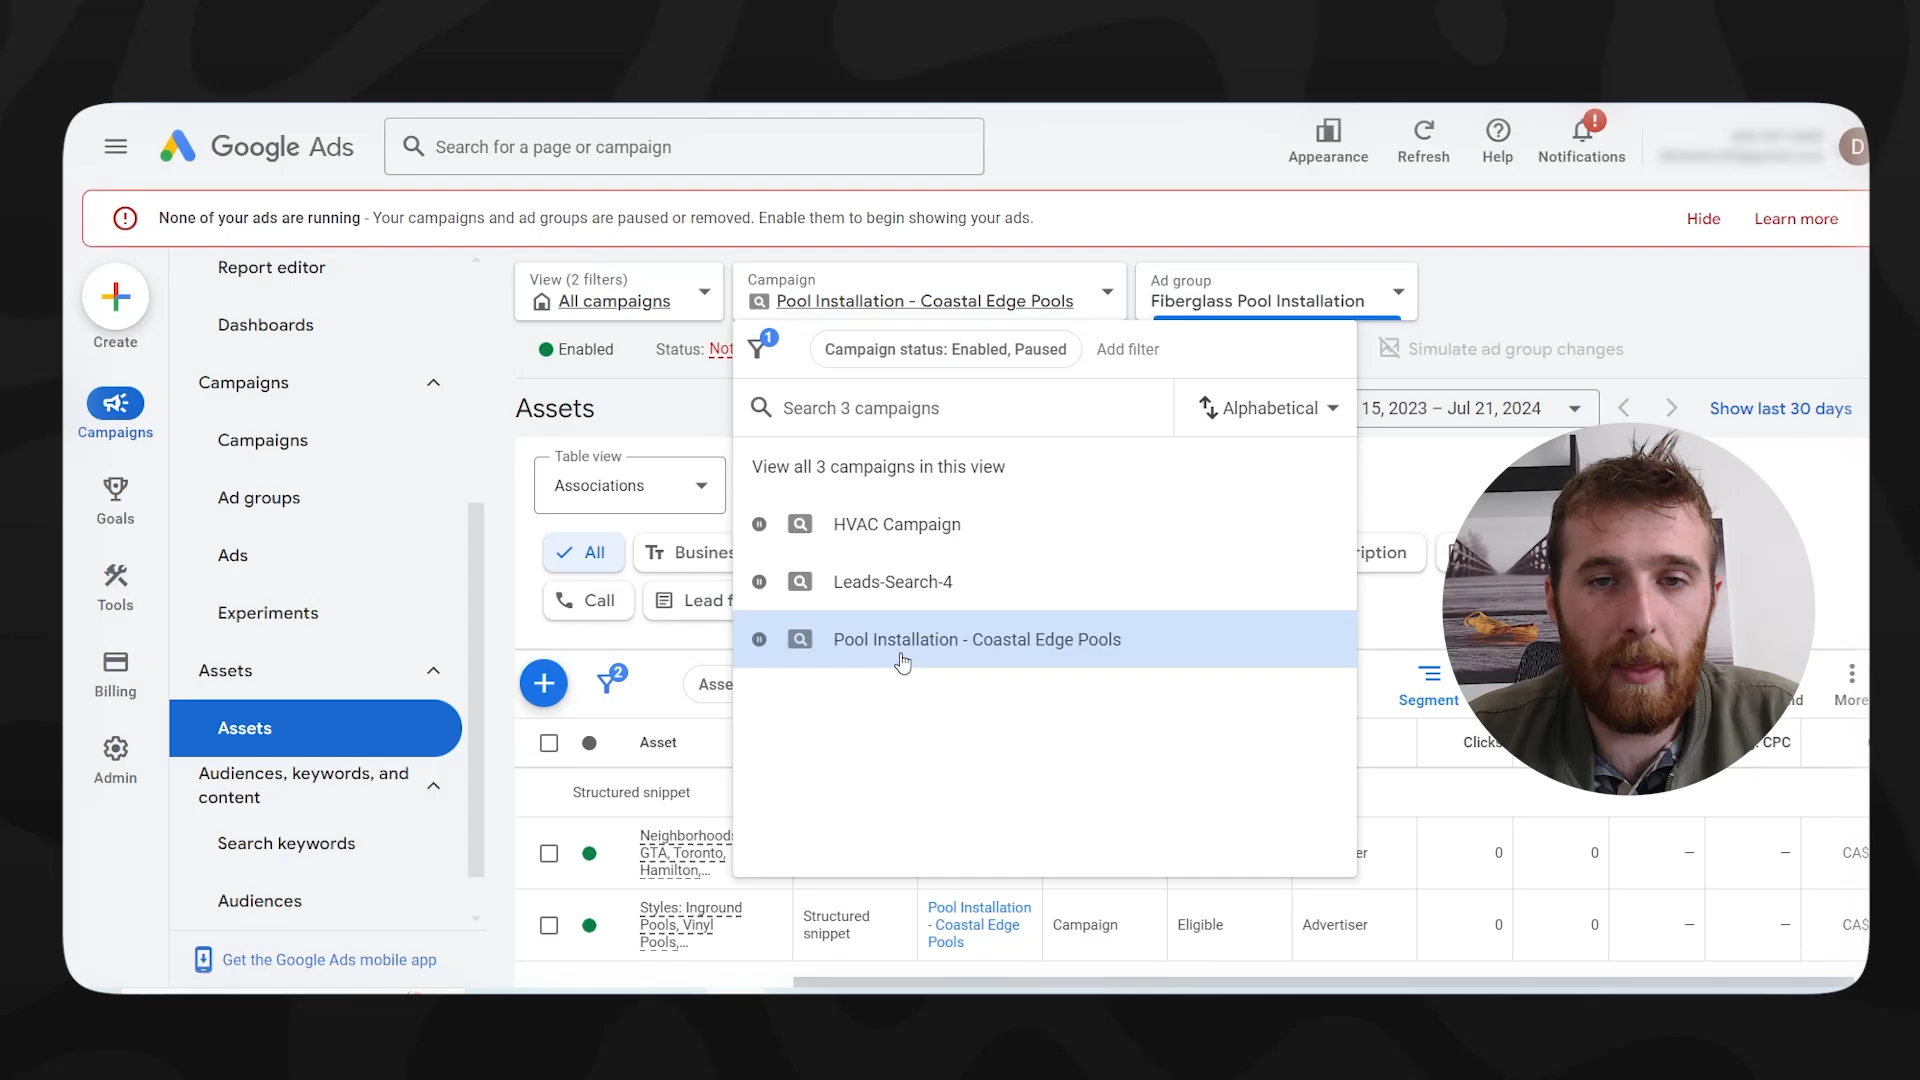 Google Ads
Search for a page or campaign
Appearance
Refresh
Help
Notifications
D
None of your ads are running - Your campaigns and ad groups are paused or removed. Enable them to begin showing your ads.
Hide
Learn more
Create
Campaigns
Goals
Tools
Billing
Admin
Report editor
Dashboards
Campaigns
Campaigns
Ad groups
Ads
Experiments
Assets
Assets
Audiences, keywords, and
content
Search keywords
Audiences
Get the Google Ads mobile app
View (2 filters)
All campaigns
Campaign
Pool Installation - Coastal Edge Pools
Ad group
Fiberglass Pool Installation
Enabled
Status: Not
1
Campaign status: Enabled, Paused
Add filter
Simulate ad group changes
Assets
Search 3 campaigns
Alphabetical
15, 2023 – Jul 21, 2024
Show last 30 days
Table view
Associations
View all 3 campaigns in this view
HVAC Campaign
Leads-Search-4
Pool Installation - Coastal Edge Pools
All
Tт Busines
ription
Call
Lead f
2
Asse
Segment
nd
More
Asset
Clicks
. CPC
Structured snippet
Neighborhoods
GTA, Toronto,
Hamilton,...
er
0
0
–
–
CA$
Styles: Inground
Pools, Vinyl
Pools,...
Structured
snippet
Pool Installation
- Coastal Edge
Pools
Campaign
Eligible
Advertiser
0
0
–
–
CA$